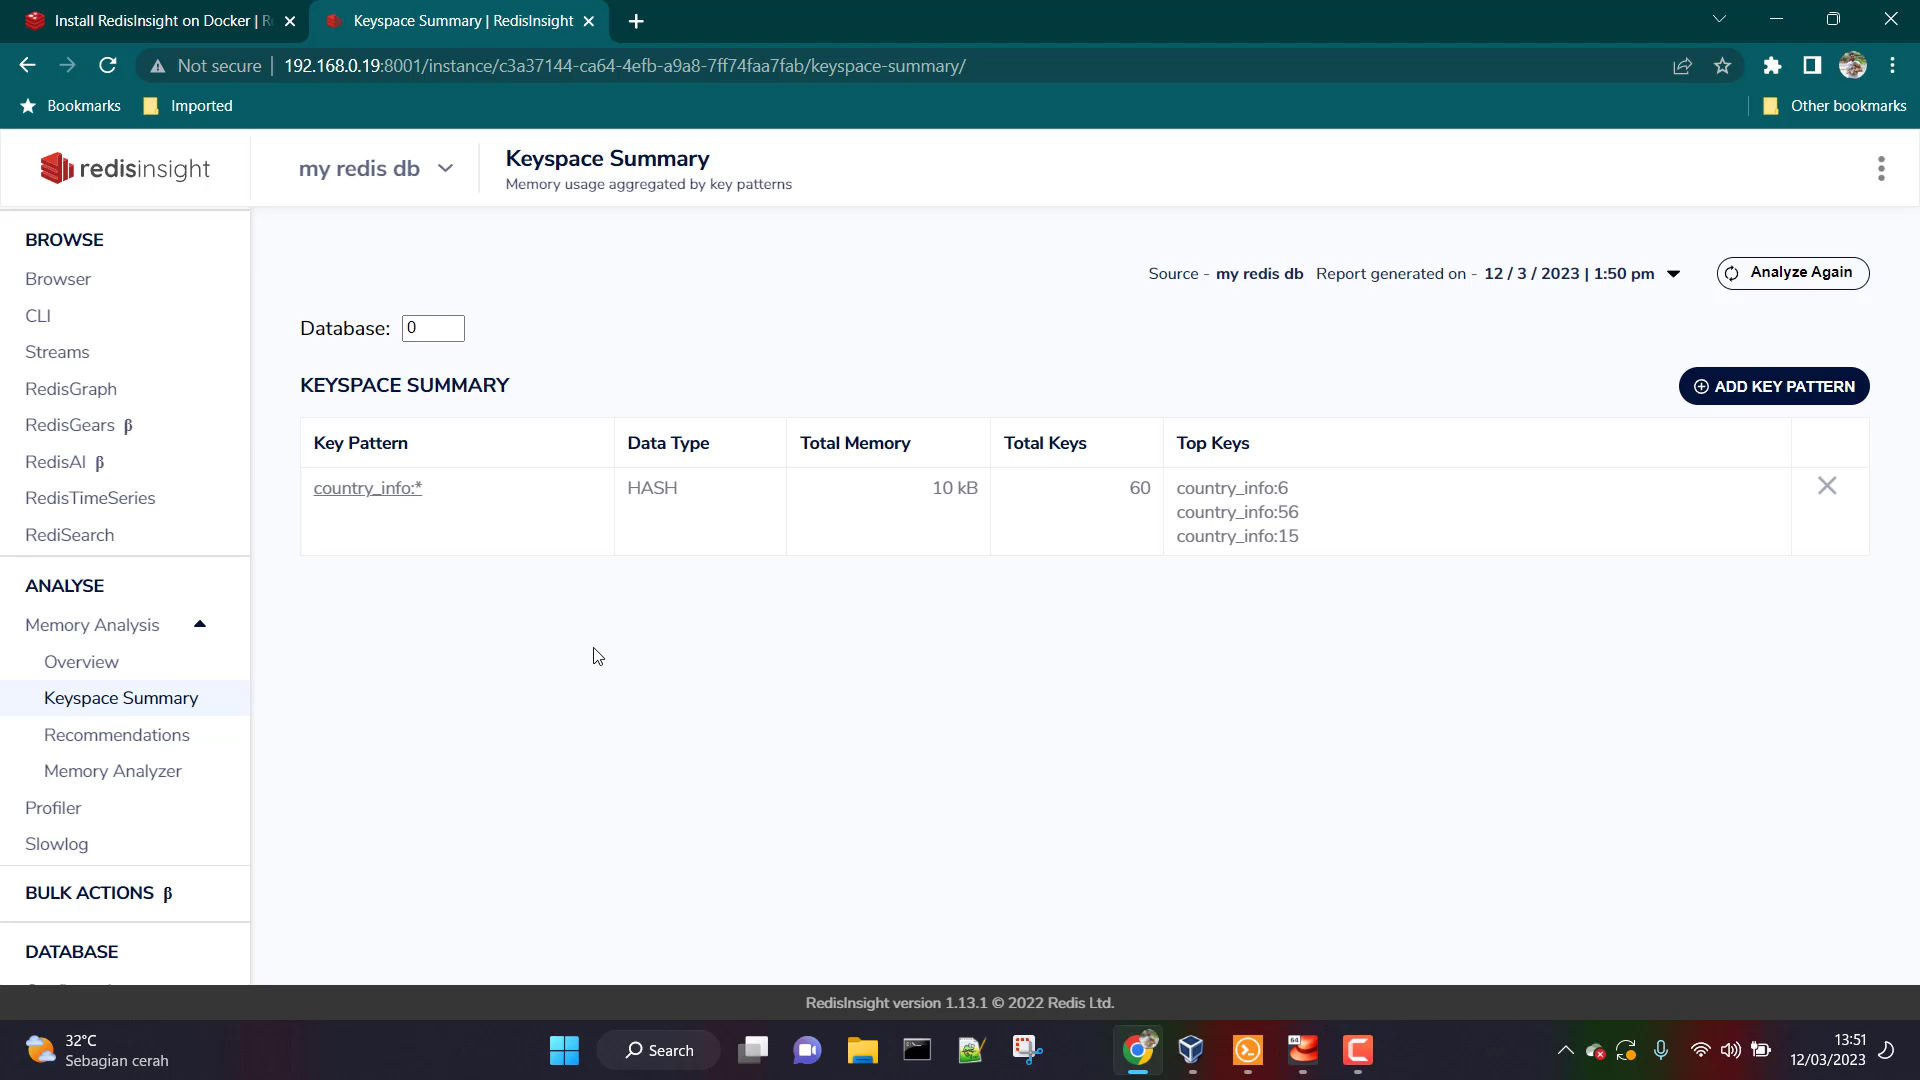 Install RedisInsight on Docker | R
Keyspace Summary | RedisInsight
Not secure
192.168.0.19:8001/instance/c3a37144-ca64-4efb-a9a8-7ff74faa7fab/keyspace-summary/
Bookmarks
Imported
Other bookmarks
redisinsight
my redis db
Keyspace Summary
Memory usage aggregated by key patterns
BROWSE
Browser
CLI
Streams
RedisGraph
RedisGears β
RedisAI β
RedisTimeSeries
RediSearch
ANALYSE
Memory Analysis
Overview
Keyspace Summary
Recommendations
Memory Analyzer
Profiler
Slowlog
BULK ACTIONS β
DATABASE
Source - my redis db Report generated on - 12 / 3 / 2023 | 1:50 pm
Analyze Again
Database: 0
KEYSPACE SUMMARY
ADD KEY PATTERN
Key Pattern Data Type Total Memory Total Keys Top Keys
country_info:* HASH 10 kB 60 country_info:6
country_info:56
country_info:15
RedisInsight version 1.13.1 © 2022 Redis Ltd.
32°C
Sebagian cerah
Search
64
13:51
12/03/2023